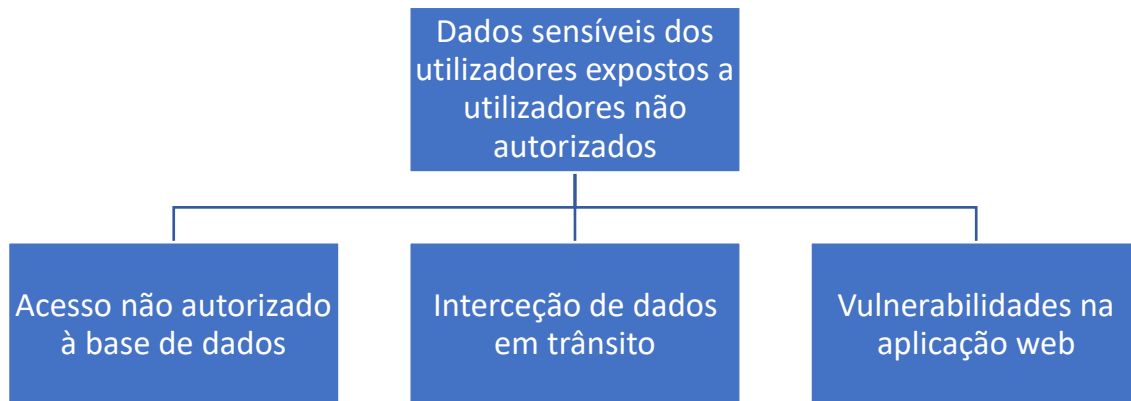 Dados sensíveis dos
utilizadores expostos a
utilizadores não
autorizados
Acesso não autorizado
à base de dados
Interceção de dados
em trânsito
Vulnerabilidades na
aplicação web